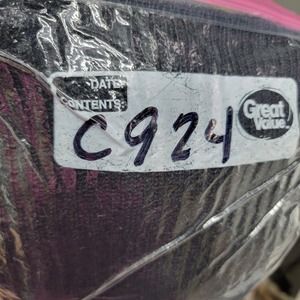 DATE:
CONTENTS:
C924
Great
Value